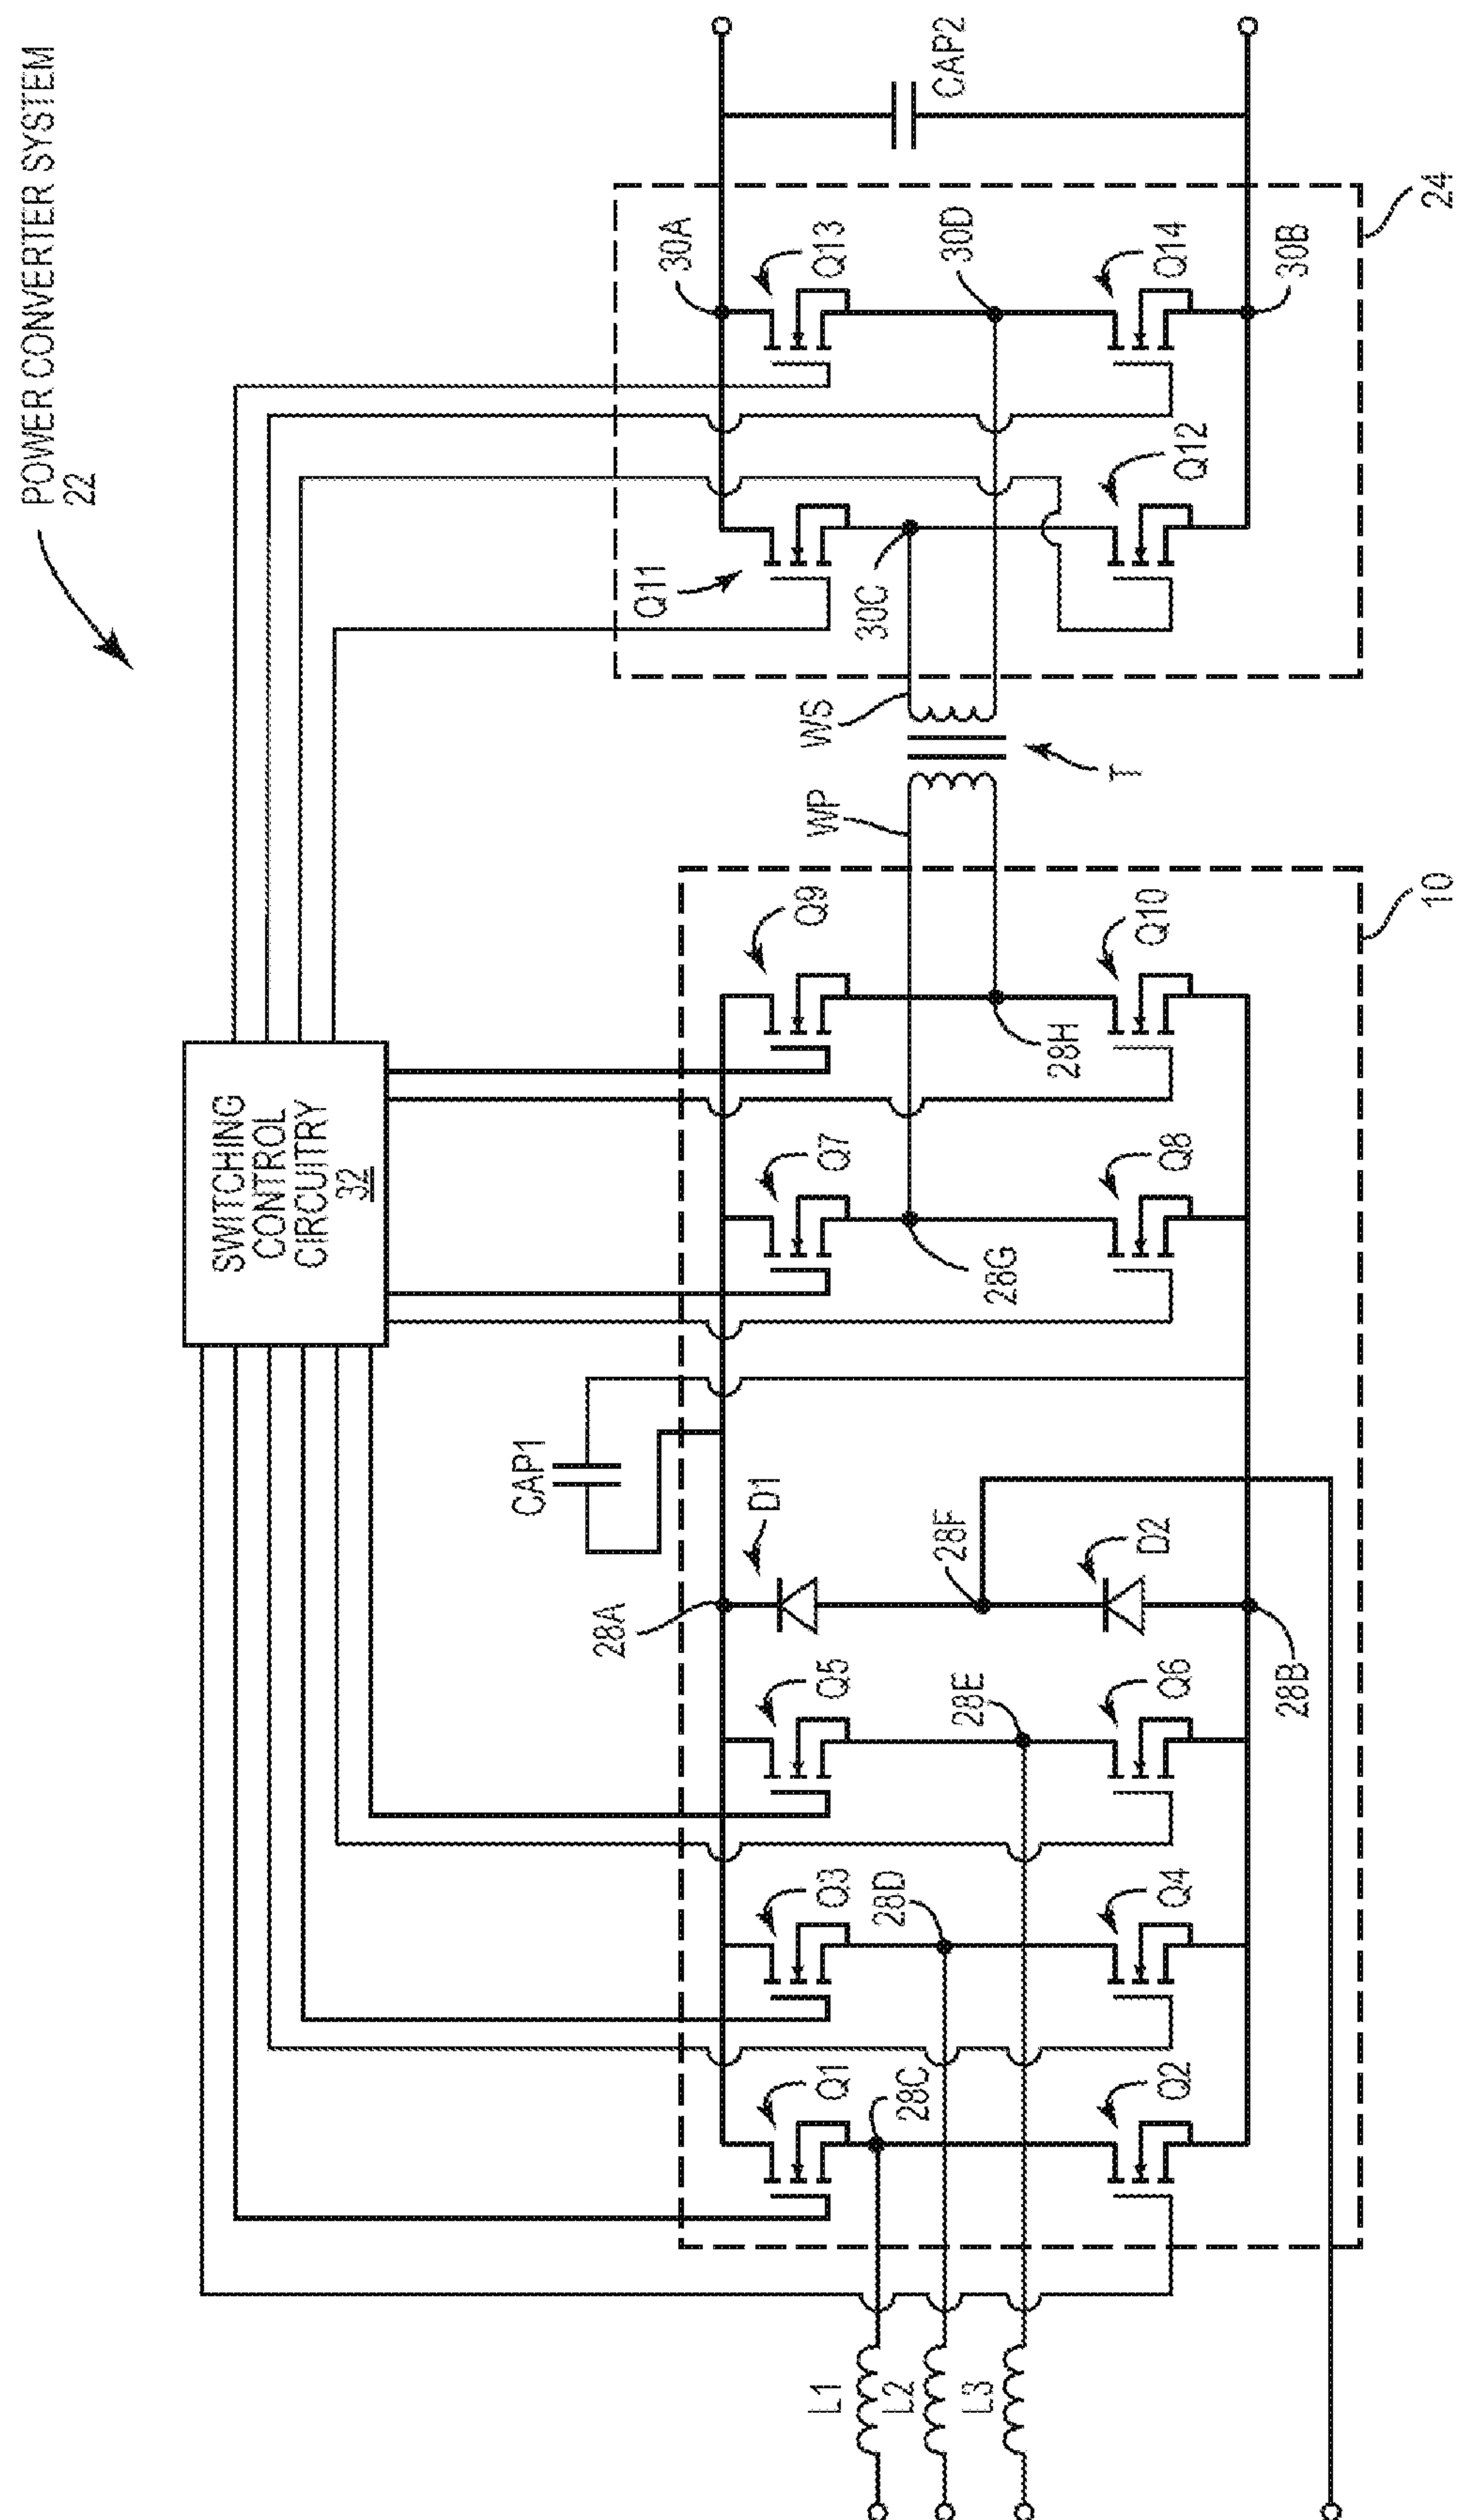 POWER CONVERTER SYSTEM
22
SWITCHING
CONTROL
CIRCUITRY
32
CAP1
CAP2
Q11
30A
Q13
30C
30D
Q12
Q14
30B
24
WP
WS
T
28A
D1
Q1
Q3
Q5
Q7
Q9
28C
28D
28E
28F
28G
28H
Q2
Q4
Q6
D2
Q8
Q10
28B
10
L1
L2
L3